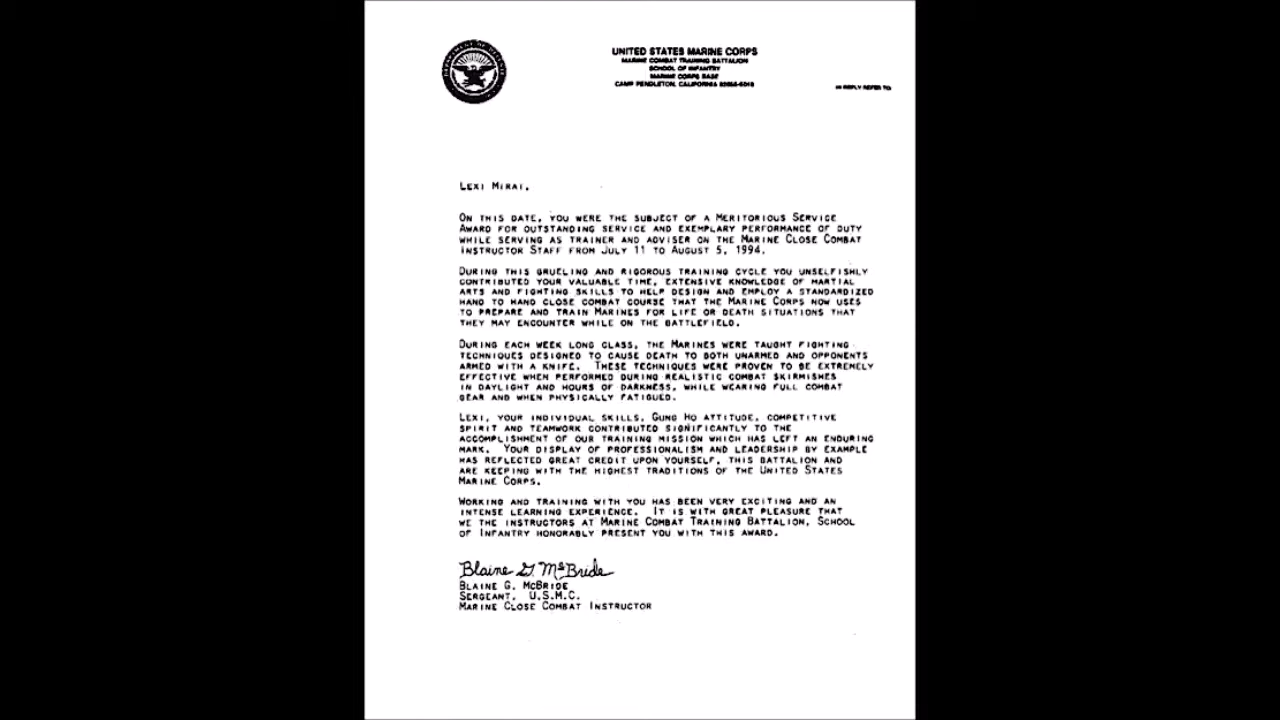 DEPARTMENT OF DEFENSE
UNITED STATES MARINE CORPS
MARINE COMBAT TRAINING BATTALION
SCHOOL OF INFANTRY
MARINE CORPS BASE
CAMP PENDLETON, CALIFORNIA
IN REPLY REFER TO:
LEXI MIRAI,
ON THIS DATE, YOU WERE THE SUBJECT OF A MERITORIOUS SERVICE
AWARD FOR OUTSTANDING SERVICE AND EXEMPLARY PERFORMANCE OF DUTY
WHILE SERVING AS TRAINER AND ADVISER ON THE MARINE CLOSE COMBAT
INSTRUCTOR STAFF FROM JULY 11 TO AUGUST 5, 1994.
DURING THIS GRUELING AND RIGOROUS TRAINING CYCLE YOU UNSELFISHLY
CONTRIBUTED YOUR VALUABLE TIME, EXTENSIVE KNOWLEDGE OF MARTIAL
ARTS AND FIGHTING SKILLS TO HELP DESIGN AND EMPLOY A STANDARDIZED
HAND TO HAND CLOSE COMBAT COURSE THAT THE MARINE CORPS NOW USES
TO PREPARE AND TRAIN MARINES FOR LIFE OR DEATH SITUATIONS THAT
THEY MAY ENCOUNTER WHILE ON THE BATTLEFIELD.
DURING EACH WEEK LONG CLASS, THE MARINES WERE TAUGHT FIGHTING
TECHNIQUES DESIGNED TO CAUSE DEATH TO BOTH UNARMED AND OPPONENTS
ARMED WITH A KNIFE. THESE TECHNIQUES WERE PROVEN TO BE EXTREMELY
EFFECTIVE WHEN PERFORMED DURING REALISTIC COMBAT SKIRMISHES
IN DAYLIGHT AND HOURS OF DARKNESS, WHILE WEARING FULL COMBAT
GEAR AND WHEN PHYSICALLY FATIGUED.
LEXI, YOUR INDIVIDUAL SKILLS, GUNG HO ATTITUDE, COMPETITIVE
SPIRIT AND TEAMWORK CONTRIBUTED SIGNIFICANTLY TO THE
ACCOMPLISHMENT OF OUR TRAINING MISSION WHICH HAS LEFT AN ENDURING
MARK. YOUR DISPLAY OF PROFESSIONALISM AND LEADERSHIP BY EXAMPLE
HAS REFLECTED GREAT CREDIT UPON YOURSELF, THIS BATTALION AND
ARE KEEPING WITH THE HIGHEST TRADITIONS OF THE UNITED STATES
MARINE CORPS.
WORKING AND TRAINING WITH YOU HAS BEEN VERY EXCITING AND AN
INTENSE LEARNING EXPERIENCE. IT IS WITH GREAT PLEASURE THAT
WE THE INSTRUCTORS AT MARINE COMBAT TRAINING BATTALION, SCHOOL
OF INFANTRY HONORABLY PRESENT YOU WITH THIS AWARD.
Blaine G. McBride
BLAINE G. MCBRIDE
SERGEANT, U.S.M.C.
MARINE CLOSE COMBAT INSTRUCTOR